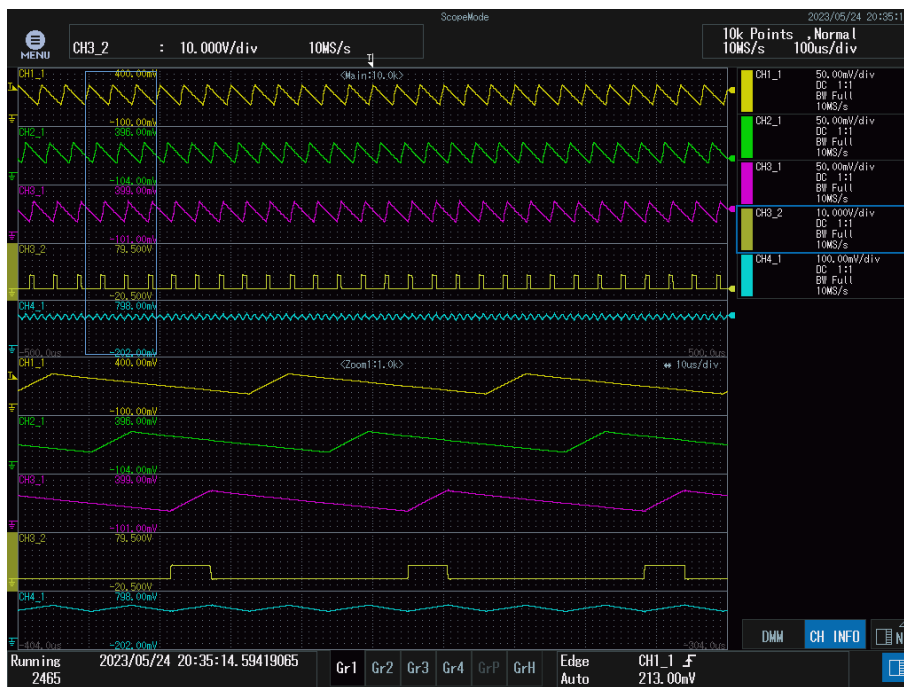 ScopeMode
2023/05/24 20:35:1
MENU
CH3_2 : 10.000V/div 10MS/s
10k Points ,Normal
10MS/s 100us/div
CH1_1 400.00mV <Main:10.0k>
-100.00mV
CH2_1 396.00mV
-104.00mV
CH3_1 399.00mV
-101.00mV
CH3_2 79.500V
-20.500V
CH4_1 798.00mV
-500.0us -202.00mV 500.0us
CH1_1 400.00mV <Zoom1:1.0k> 10us/div
-100.00mV
CH2_1 396.00mV
-104.00mV
CH3_1 399.00mV
-101.00mV
CH3_2 79.500V
-20.500V
CH4_1 798.00mV
-404.0us -202.00mV -304.0us
CH1_1 50.00mV/div
DC 1:1
BW Full
10MS/s
CH2_1 50.00mV/div
DC 1:1
BW Full
10MS/s
CH3_1 50.00mV/div
DC 1:1
BW Full
10MS/s
CH3_2 10.000V/div
DC 1:1
BW Full
10MS/s
CH4_1 100.00mV/div
DC 1:1
BW Full
10MS/s
DMM CH INFO N
Running 2023/05/24 20:35:14.59419065
2465
Gr1 Gr2 Gr3 Gr4 GrP GrH
Edge CH1_1
Auto 213.00mV